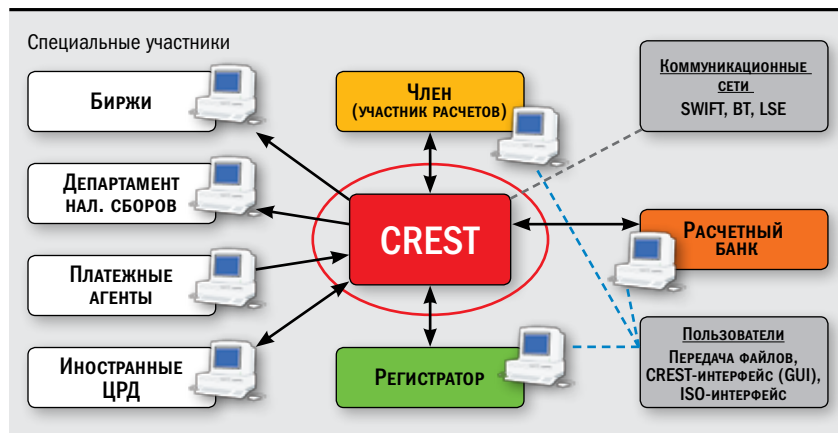 Специальные участники
Биржи
Департамент
нал. сборов
Платежные
агенты
Иностранные
ЦРД
Член
(участник расчетов)
CREST
Регистратор
Коммуникационные
сети
SWIFT, BT, LSE
Расчетный
банк
Пользователи
Передача файлов,
CREST-интерфейс (GUI),
ISO-интерфейс